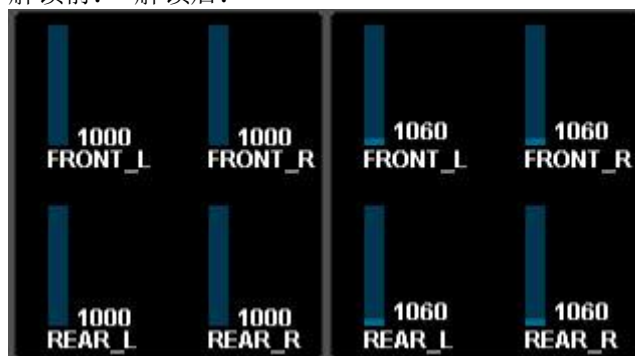 解锁前： 解锁后：
1000 1000 1060 1060
FRONT_L FRONT_R FRONT_L FRONT_R
1000 1000 1060 1060
REAR_L REAR_R REAR_L REAR_R